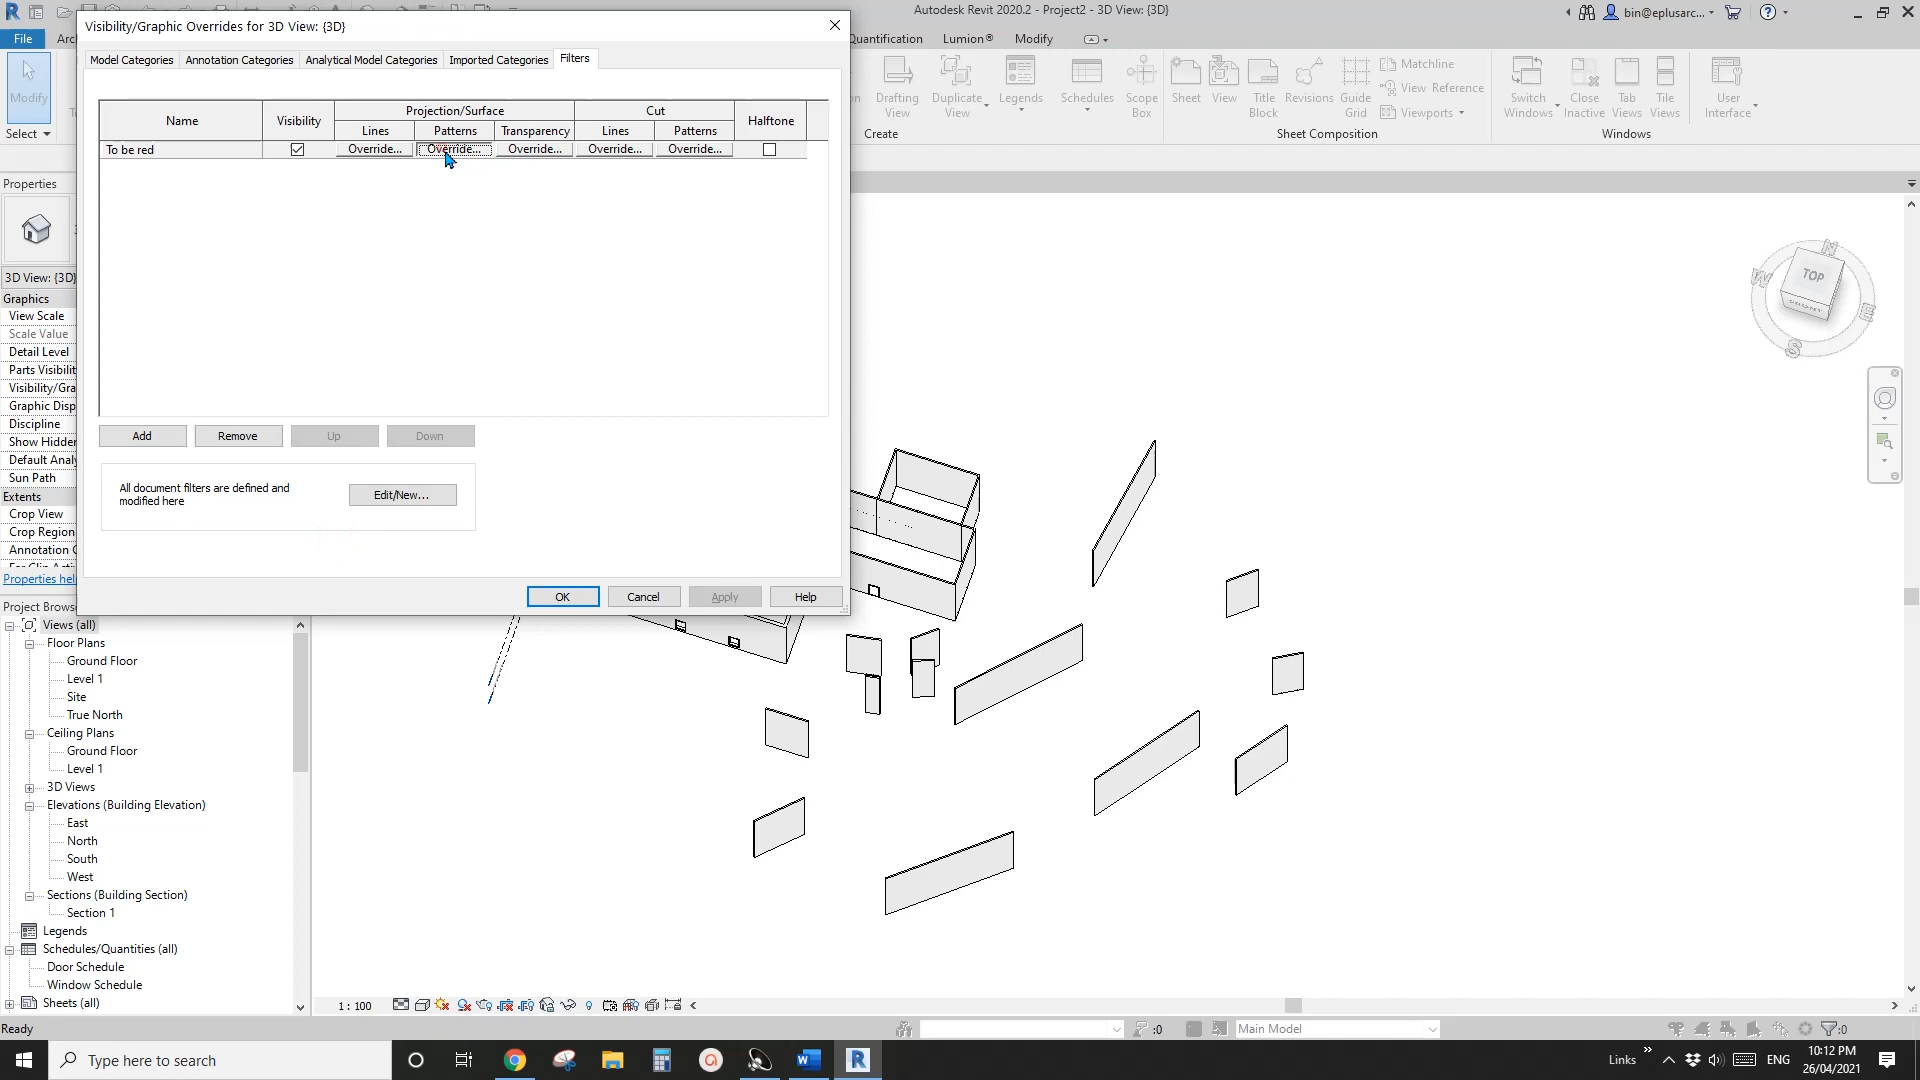 Autodesk Revit 2020.2 - Project2 - 3D View: {3D}
bin@eplusarc...
File
Quantification
Lumion®
Modify
Visibility/Graphic Overrides for 3D View: {3D}
Model Categories
Annotation Categories
Analytical Model Categories
Imported Categories
Filters
Name
Visibility
Projection/Surface
Cut
Halftone
Lines
Patterns
Transparency
Lines
Patterns
To be red
Override...
Override...
Override...
Override...
Override...
Add
Remove
Up
Down
All document filters are defined and
modified here
Edit/New...
OK
Cancel
Apply
Help
Modify
Select
Drafting
View
Duplicate
View
Legends
Schedules
Scope
Box
Sheet
View
Title
Block
Revisions
Guide
Grid
Matchline
View Reference
Viewports
Switch
Windows
Close
Inactive
Tab
Views
Tile
Views
User
Interface
Create
Sheet Composition
Windows
Properties
3D View: {3D}
Graphics
View Scale
Scale Value
Detail Level
Parts Visibilit
Visibility/Gra
Graphic Disp
Discipline
Show Hidden
Default Analy
Sun Path
Extents
Crop View
Crop Region
Annotation C
Properties help
TOP
N
W
E
S
Project Browse
Views (all)
Floor Plans
Ground Floor
Level 1
Site
True North
Ceiling Plans
Ground Floor
Level 1
3D Views
Elevations (Building Elevation)
East
North
South
West
Sections (Building Section)
Section 1
Legends
Schedules/Quantities (all)
Door Schedule
Window Schedule
Sheets (all)
1 : 100
Ready
:0
Main Model
:0
Type here to search
Links
ENG
10:12 PM
26/04/2021